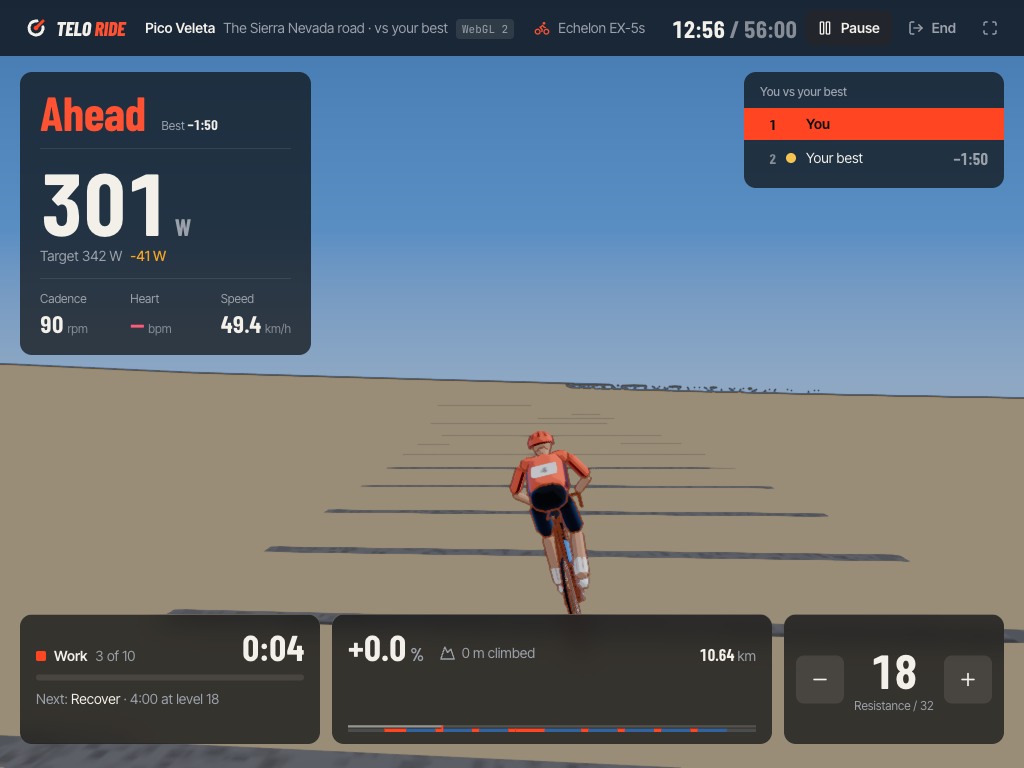 TELO RIDE Pico Veleta The Sierra Nevada road · vs your best WebGL 2 Echelon EX-5s 12:56 / 56:00 Pause End
Ahead Best −1:50
301 W
Target 342 W -41 W
Cadence Heart Speed
90 rpm – bpm 49.4 km/h
You vs your best
1 You
2 Your best −1:50
Work 3 of 10 0:04
Next: Recover · 4:00 at level 18
+0.0 % 0 m climbed 10.64 km
− 18 +
Resistance / 32